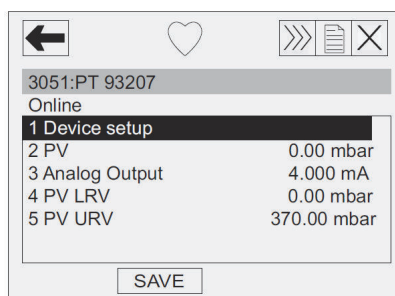 3051:PT 93207
Online
1 Device setup
2 PV 0.00 mbar
3 Analog Output 4.000 mA
4 PV LRV 0.00 mbar
5 PV URV 370.00 mbar
SAVE